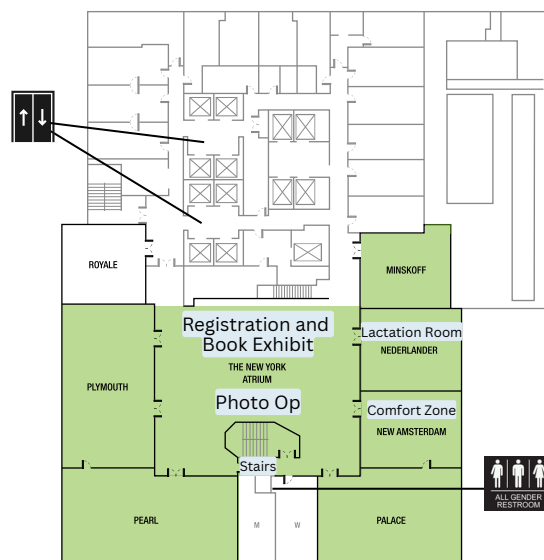 ROYALE
MINSKOFF
Registration and
Book Exhibit
Lactation Room
NEDERLANDER
THE NEW YORK
ATRIUM
PLYMOUTH
Photo Op
Comfort Zone
NEW AMSTERDAM
Stairs
ALL GENDER
RESTROOM
PEARL
M
W
PALACE